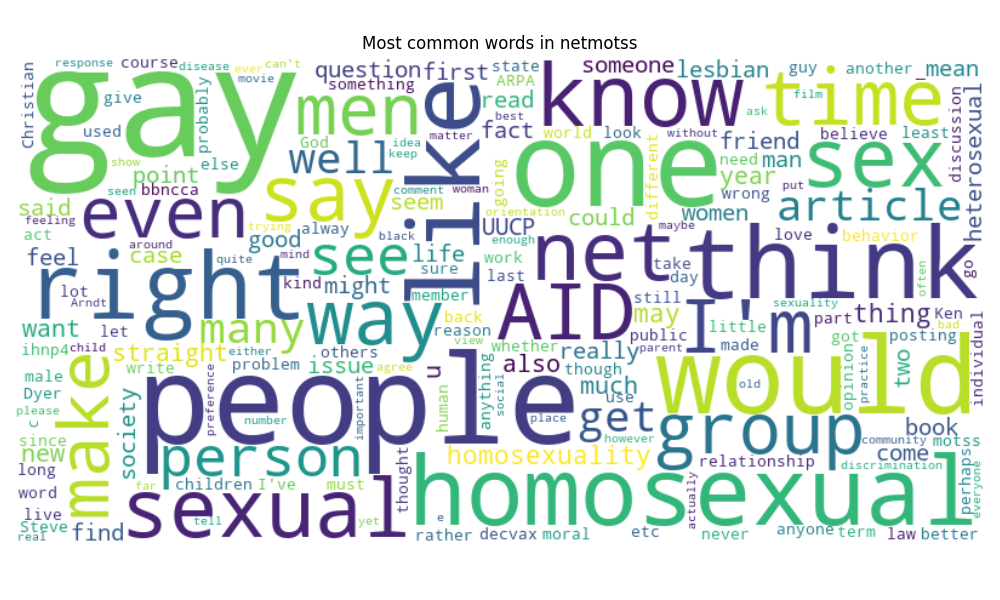 Most common words in netmotss
response course disease ever can't
Christian
movie
something
question first state someone lesbian guy another _mean
ARPA
gay men like read know film time
give
used
probably
God
idea
keep
best
matter
fact
world look without
ask
friend believe least
discussion
heterosexual
show
else
well
one
different
need man
sex
point
seen bbncca
comment woman
going
year wrong put
said
feeling
act
even say seem
orientation
could women article
trying
UUCP
maybe
love behavior
feel case good alway black
around
quite mind
see life
sure
enough
work
net take
day
think go
often
right
lot
Arndt
kind might member last
still
sexuality
want let
many way back
view reason
AID may
public
I'm
little
made
part thing Ken
bad
got posting
individual
ihnp4 child
straight either
problem
others
agree
whether
though
really
parent
male
write
issue
u
also
much
old
opinion
practice
two
Dyer
please
c
make
society
people
preference
number
important
human
anything
social
place
use
get
however
would
since
new
person
group book
community motss
come
long
homosexuality
relationship discrimination
perhaps
everyone
word
live
children I've must
far
thought
sexual
homosexual
actually
Steve
real
find
tell yet
e
rather decvax moral etc never anyone term law better